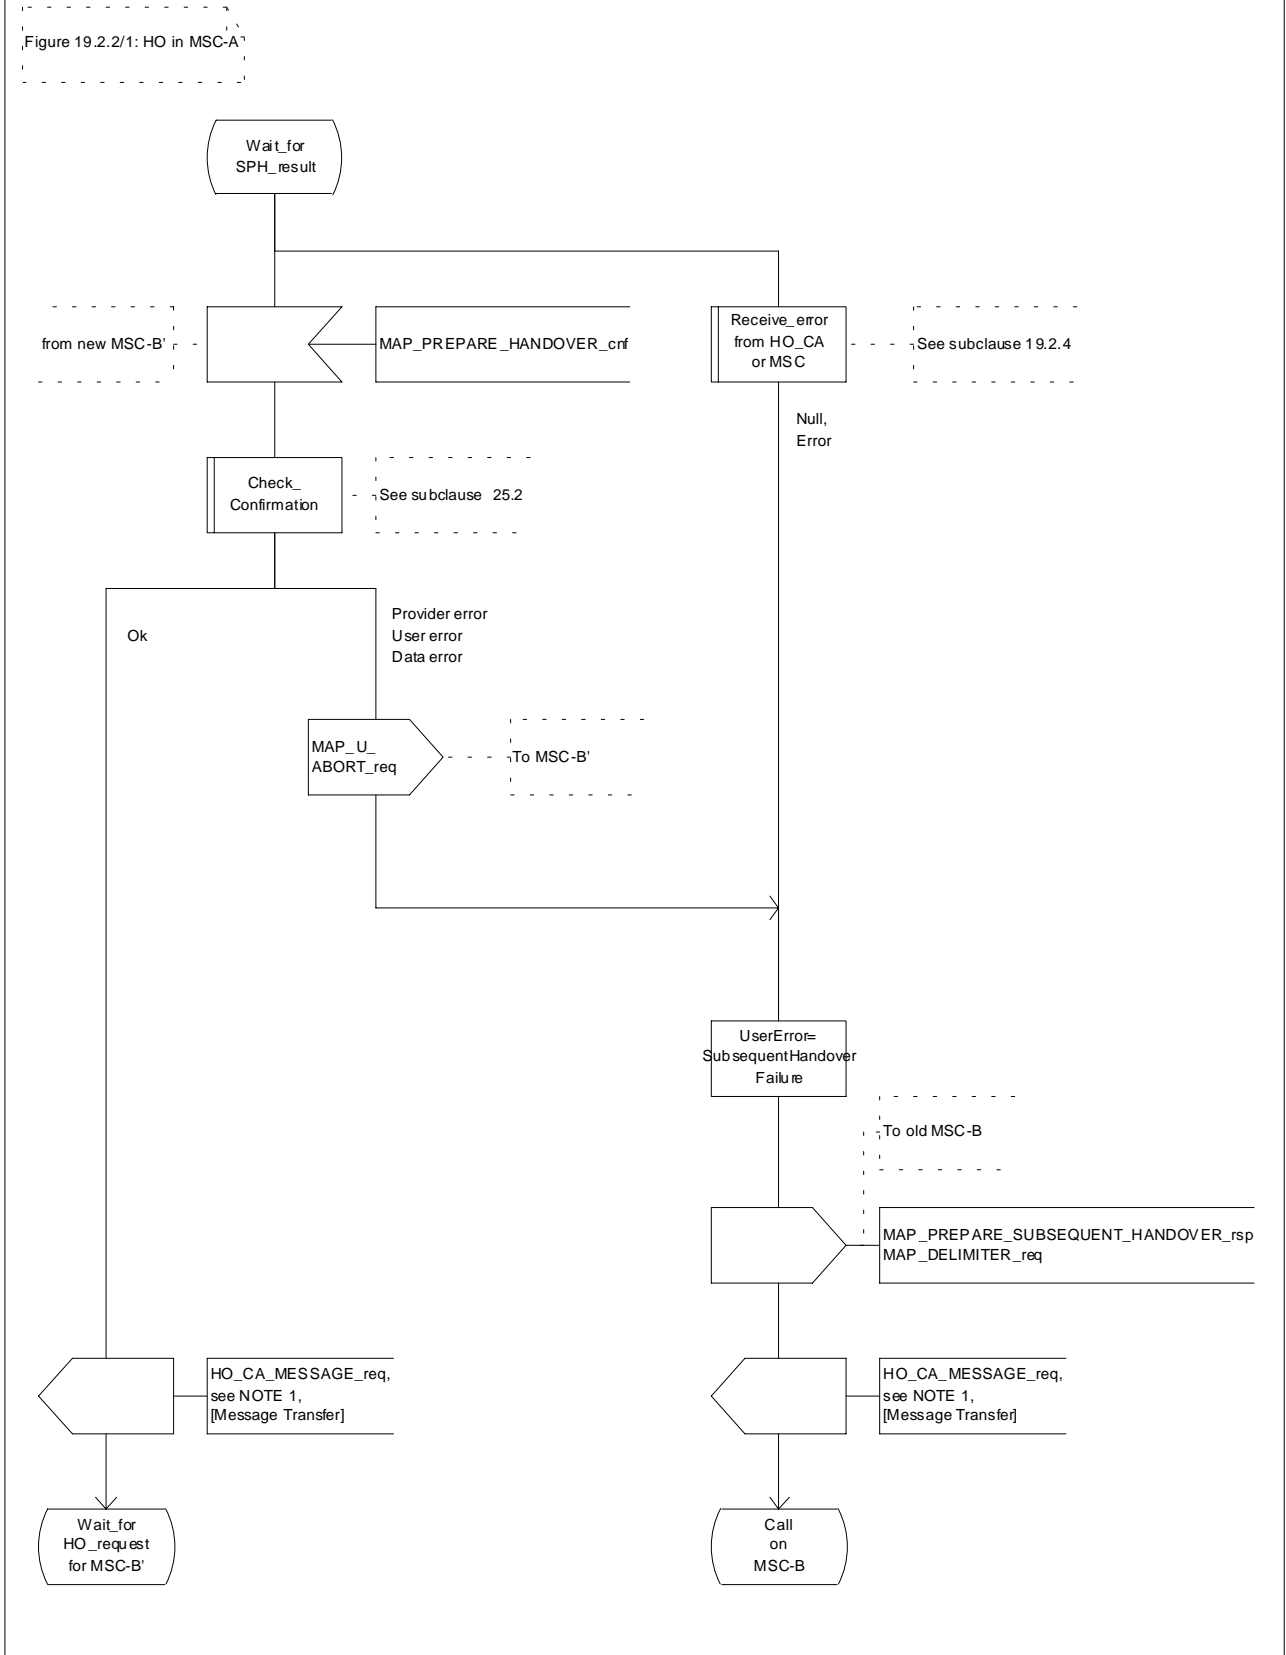 Figure 19.2.2/1: HO in MSC-A
Wait_for
SPH_result
from new MSC-B'
MAP_PREPARE_HANDOVER_cnf
Receive_error
from HO_CA
or MSC
See subclause 19.2.4
Null,
Error
Check_
Confirmation
See subclause 25.2
Ok
Provider error
User error
Data error
MAP_U_
ABORT_req
To MSC-B'
UserError=
SubsequentHandover
Failure
To old MSC-B
MAP_PREPARE_SUBSEQUENT_HANDOVER_rsp
MAP_DELIMITER_req
HO_CA_MESSAGE_req,
see NOTE 1,
[Message Transfer]
HO_CA_MESSAGE_req,
see NOTE 1,
[Message Transfer]
Wait_for
HO_request
for MSC-B'
Call
on
MSC-B